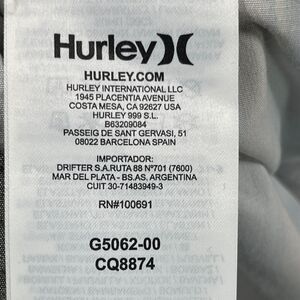 Hurley
HURLEY.COM
HURLEY INTERNATIONAL LLC
1945 PLACENTIA AVENUE
COSTA MESA, CA 92627 USA
HURLEY 999 S.L.
B63209084
PASSEIG DE SANT GERVASI, 51
08022 BARCELONA SPAIN
IMPORTADOR:
DRIFTER S.A.RUTA 88 Nº701 (7600)
MAR DEL PLATA - BS.AS. ARGENTINA
CUIT 30-71483949-3
RN#100691
G5062-00
CQ8874